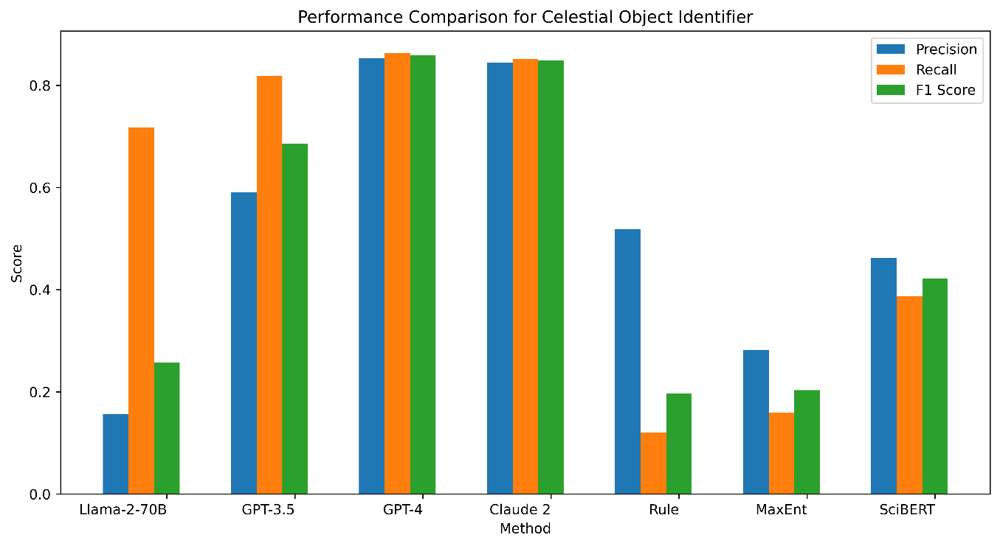 Performance Comparison for Celestial Object Identifier
Precision
Recall
F1 Score
0.8
0.6
0.4
0.2
0.0
Score
Llama-2-70B
GPT-3.5
GPT-4
Claude 2
Rule
MaxEnt
SciBERT
Method